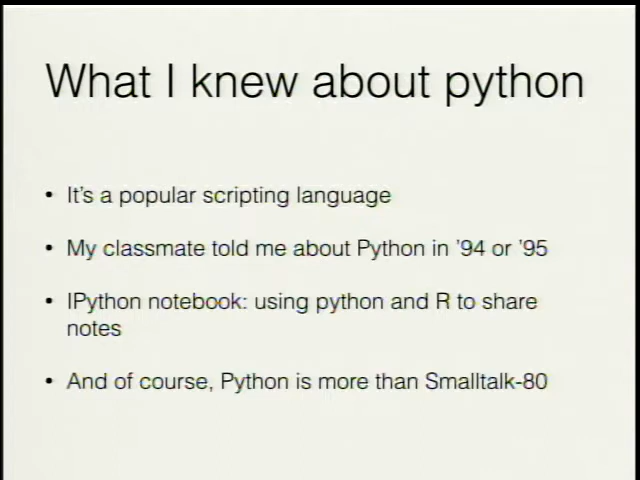 What I knew about python
• It's a popular scripting language
• My classmate told me about Python in '94 or '95
• IPython notebook: using python and R to share
notes
• And of course, Python is more than Smalltalk-80